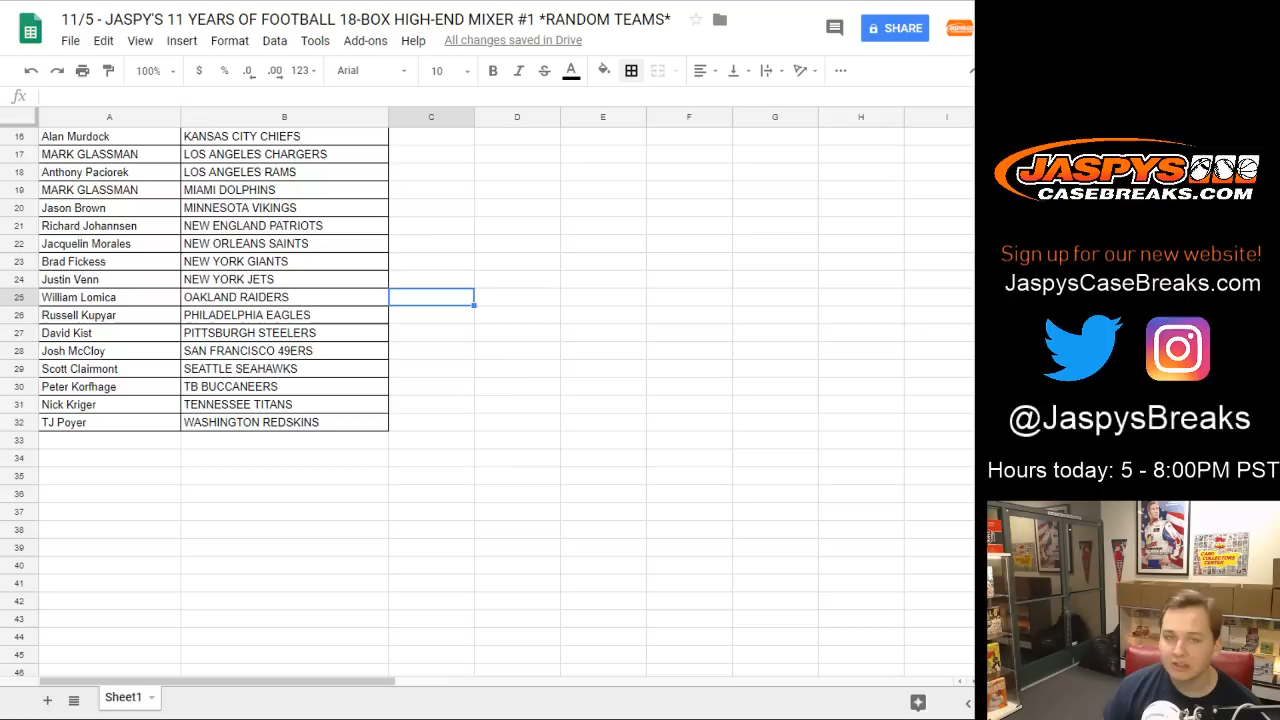 11/5 - JASPY'S 11 YEARS OF FOOTBALL 18-BOX HIGH-END MIXER #1 *RANDOM TEAMS*
File Edit View Insert Format Data Tools Add-ons Help All changes saved in Drive
SHARE
100% $ % .0 .00 123 Arial 10 B I S A
fx
A B C D E F G H I
16 Alan Murdock KANSAS CITY CHIEFS
17 MARK GLASSMAN LOS ANGELES CHARGERS
18 Anthony Paciorek LOS ANGELES RAMS
19 MARK GLASSMAN MIAMI DOLPHINS
20 Jason Brown MINNESOTA VIKINGS
21 Richard Johannsen NEW ENGLAND PATRIOTS
22 Jacquelin Morales NEW ORLEANS SAINTS
23 Brad Fickess NEW YORK GIANTS
24 Justin Venn NEW YORK JETS
25 William Lomica OAKLAND RAIDERS
26 Russell Kupyar PHILADELPHIA EAGLES
27 David Kist PITTSBURGH STEELERS
28 Josh McCloy SAN FRANCISCO 49ERS
29 Scott Clairmont SEATTLE SEAHAWKS
30 Peter Korfhage TB BUCCANEERS
31 Nick Kriger TENNESSEE TITANS
32 TJ Poyer WASHINGTON REDSKINS
33
34
35
36
37
38
39
40
41
42
43
44
45
46
Sheet1
JASPYS
CASEBREAKS.COM
Sign up for our new website!
JaspysCaseBreaks.com
@JaspysBreaks
Hours today: 5 - 8:00PM PST
CARD
COLLECTORS
CENTER